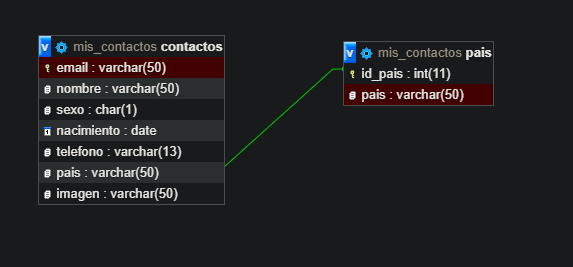 v mis_contactos contactos
email : varchar(50)
nombre : varchar(50)
sexo : char(1)
nacimiento : date
telefono : varchar(13)
pais : varchar(50)
imagen : varchar(50)
v mis_contactos pais
id_pais : int(11)
pais : varchar(50)